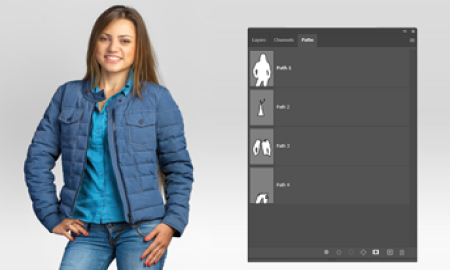 Layers Channels Paths
Path 1
Path 2
Path 3
Path 4